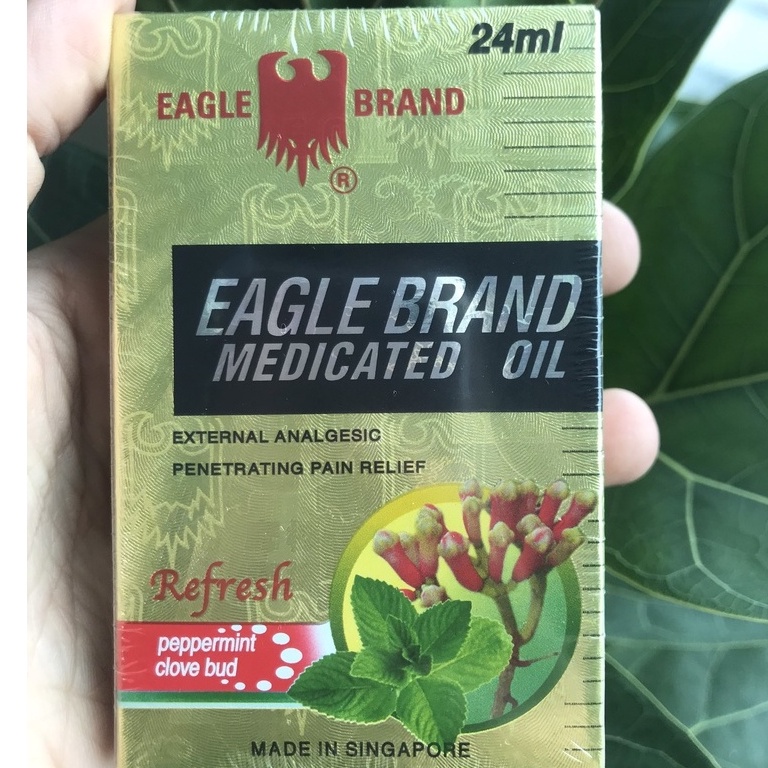 24ml
EAGLE BRAND
®
EAGLE BRAND
MEDICATED OIL
EXTERNAL ANALGESIC
PENETRATING PAIN RELIEF
Refresh
peppermint
clove bud
MADE IN SINGAPORE